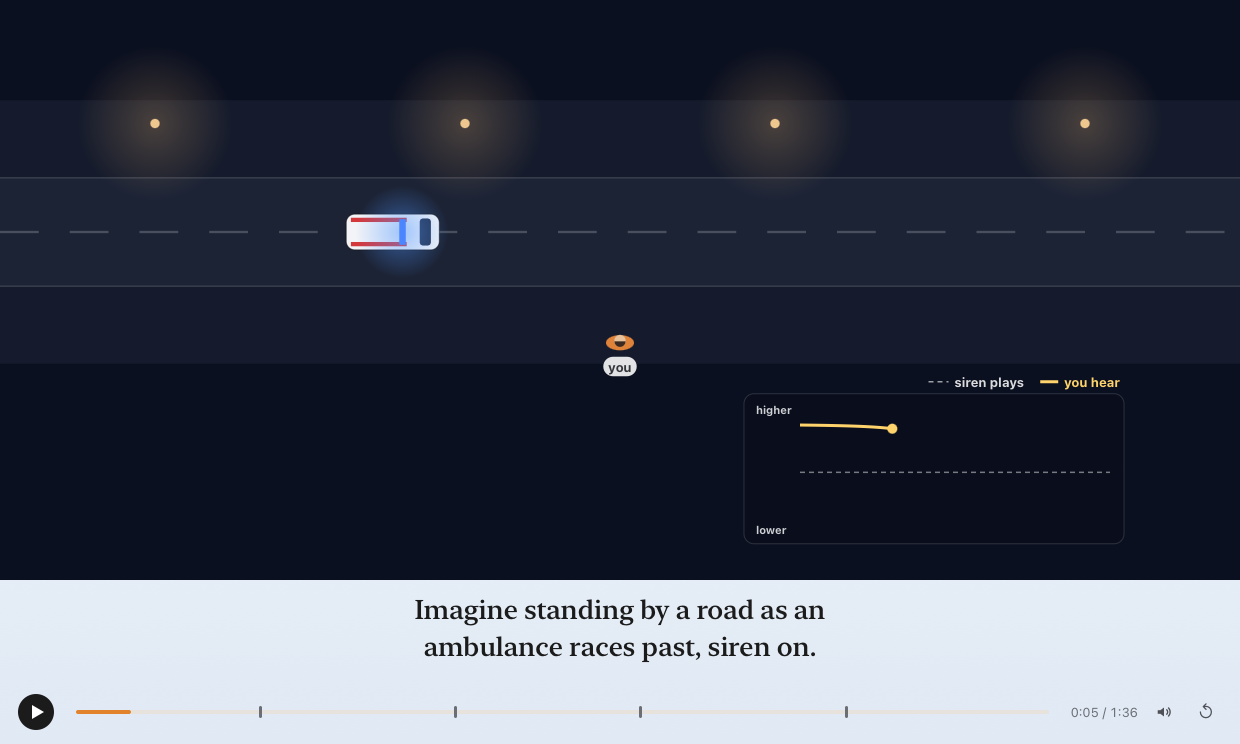 you
siren plays
you hear
higher
lower
Imagine standing by a road as an
ambulance races past, siren on.
0:05 / 1:36